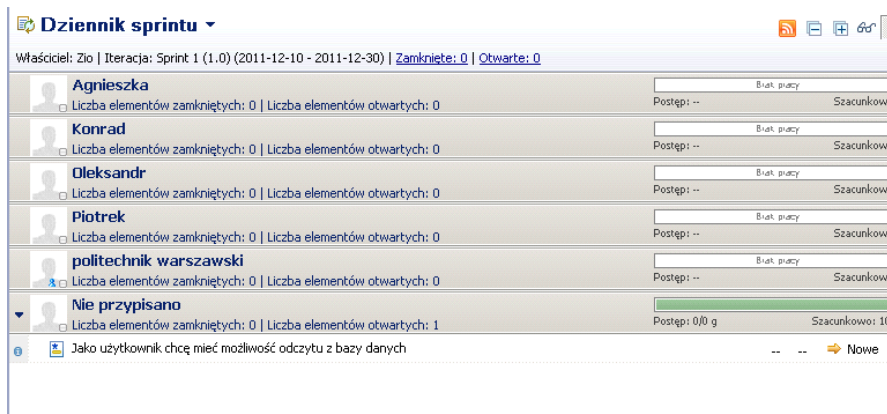 Dziennik sprintu
Właściciel: Zio | Iteracja: Sprint 1 (1.0) (2011-12-10 - 2011-12-30) | Zamknięte: 0 | Otwarte: 0
Agnieszka
Brak pracy
Liczba elementów zamkniętych: 0 | Liczba elementów otwartych: 0
Postęp: -- Szacunkow
Konrad
Brak pracy
Liczba elementów zamkniętych: 0 | Liczba elementów otwartych: 0
Postęp: -- Szacunkow
Oleksandr
Brak pracy
Liczba elementów zamkniętych: 0 | Liczba elementów otwartych: 0
Postęp: -- Szacunkow
Piotrek
Brak pracy
Liczba elementów zamkniętych: 0 | Liczba elementów otwartych: 0
Postęp: -- Szacunkow
politechnik warszawski
Brak pracy
Liczba elementów zamkniętych: 0 | Liczba elementów otwartych: 0
Postęp: -- Szacunkow
Nie przypisano
Liczba elementów zamkniętych: 0 | Liczba elementów otwartych: 1
Postęp: 0/0 g Szacunkowo: 10
Jako użytkownik chcę mieć możliwość odczytu z bazy danych -- -- Nowe